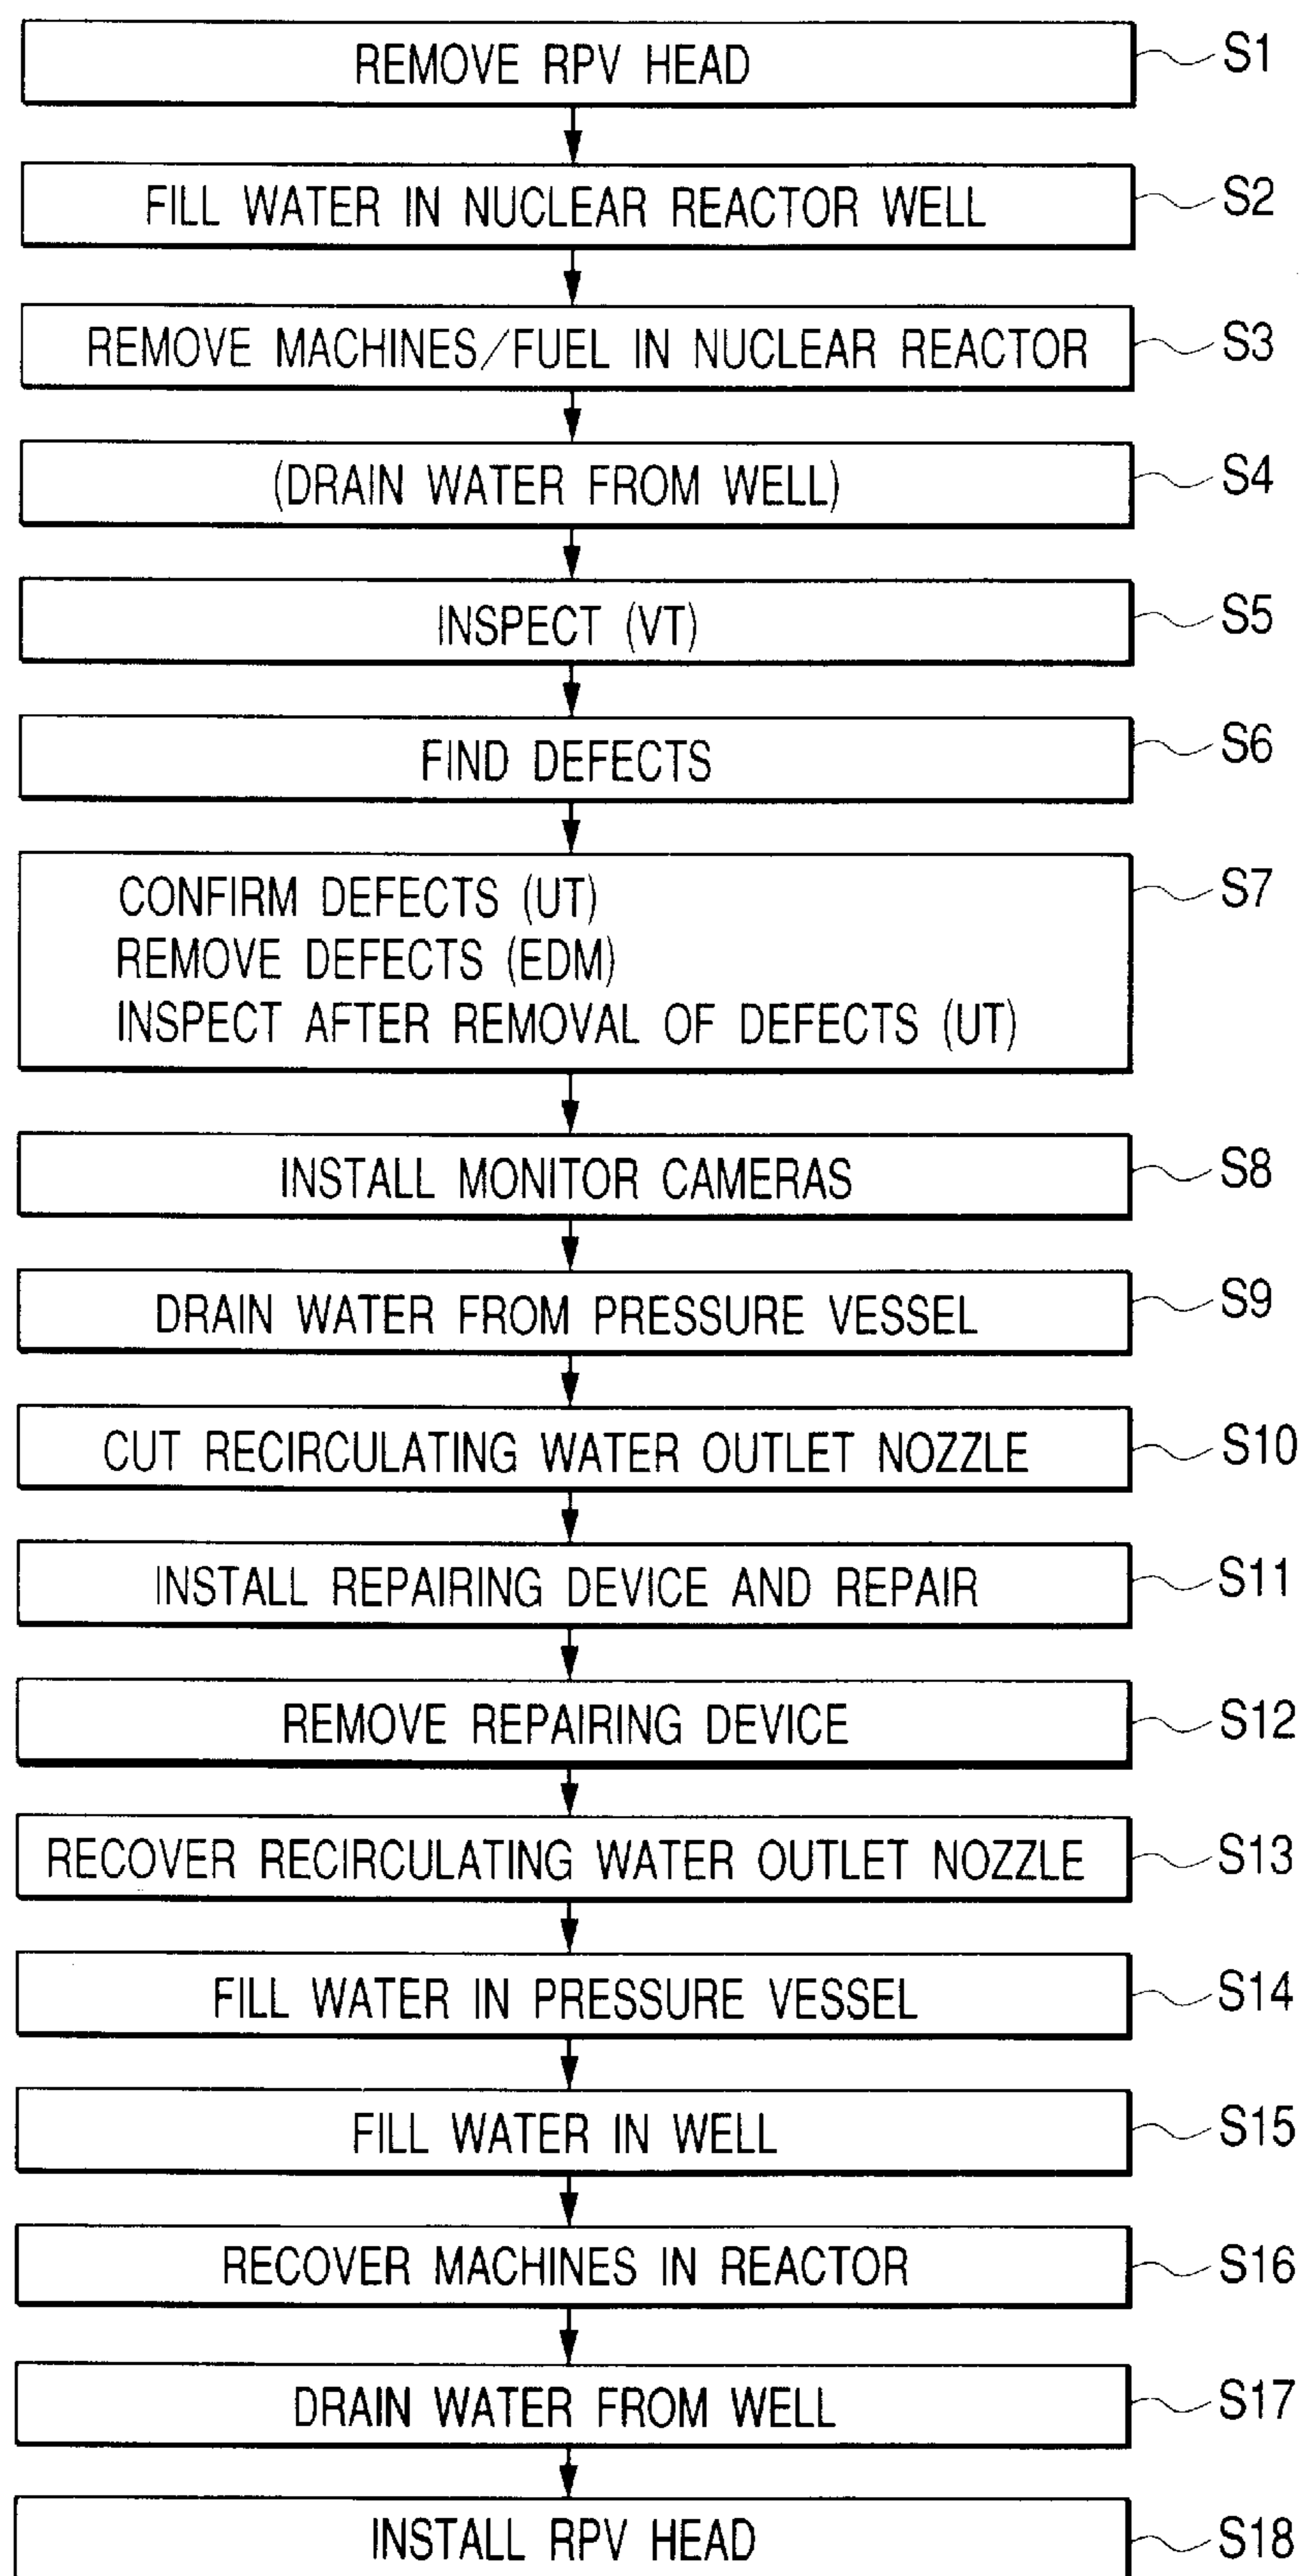 REMOVE RPV HEAD S1
FILL WATER IN NUCLEAR REACTOR WELL S2
REMOVE MACHINES/FUEL IN NUCLEAR REACTOR S3
(DRAIN WATER FROM WELL) S4
INSPECT (VT) S5
FIND DEFECTS S6
CONFIRM DEFECTS (UT) S7
REMOVE DEFECTS (EDM)
INSPECT AFTER REMOVAL OF DEFECTS (UT)
INSTALL MONITOR CAMERAS S8
DRAIN WATER FROM PRESSURE VESSEL S9
CUT RECIRCULATING WATER OUTLET NOZZLE S10
INSTALL REPAIRING DEVICE AND REPAIR S11
REMOVE REPAIRING DEVICE S12
RECOVER RECIRCULATING WATER OUTLET NOZZLE S13
FILL WATER IN PRESSURE VESSEL S14
FILL WATER IN WELL S15
RECOVER MACHINES IN REACTOR S16
DRAIN WATER FROM WELL S17
INSTALL RPV HEAD S18